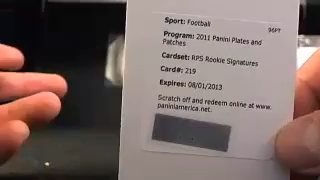 Sport: Football
96PT
Program: 2011 Panini Plates and
Patches
Cardset: RPS Rookie Signatures
Card#: 219
Expires: 08/01/2013
Scratch off and redeem online at www.
paniniamerica.net.